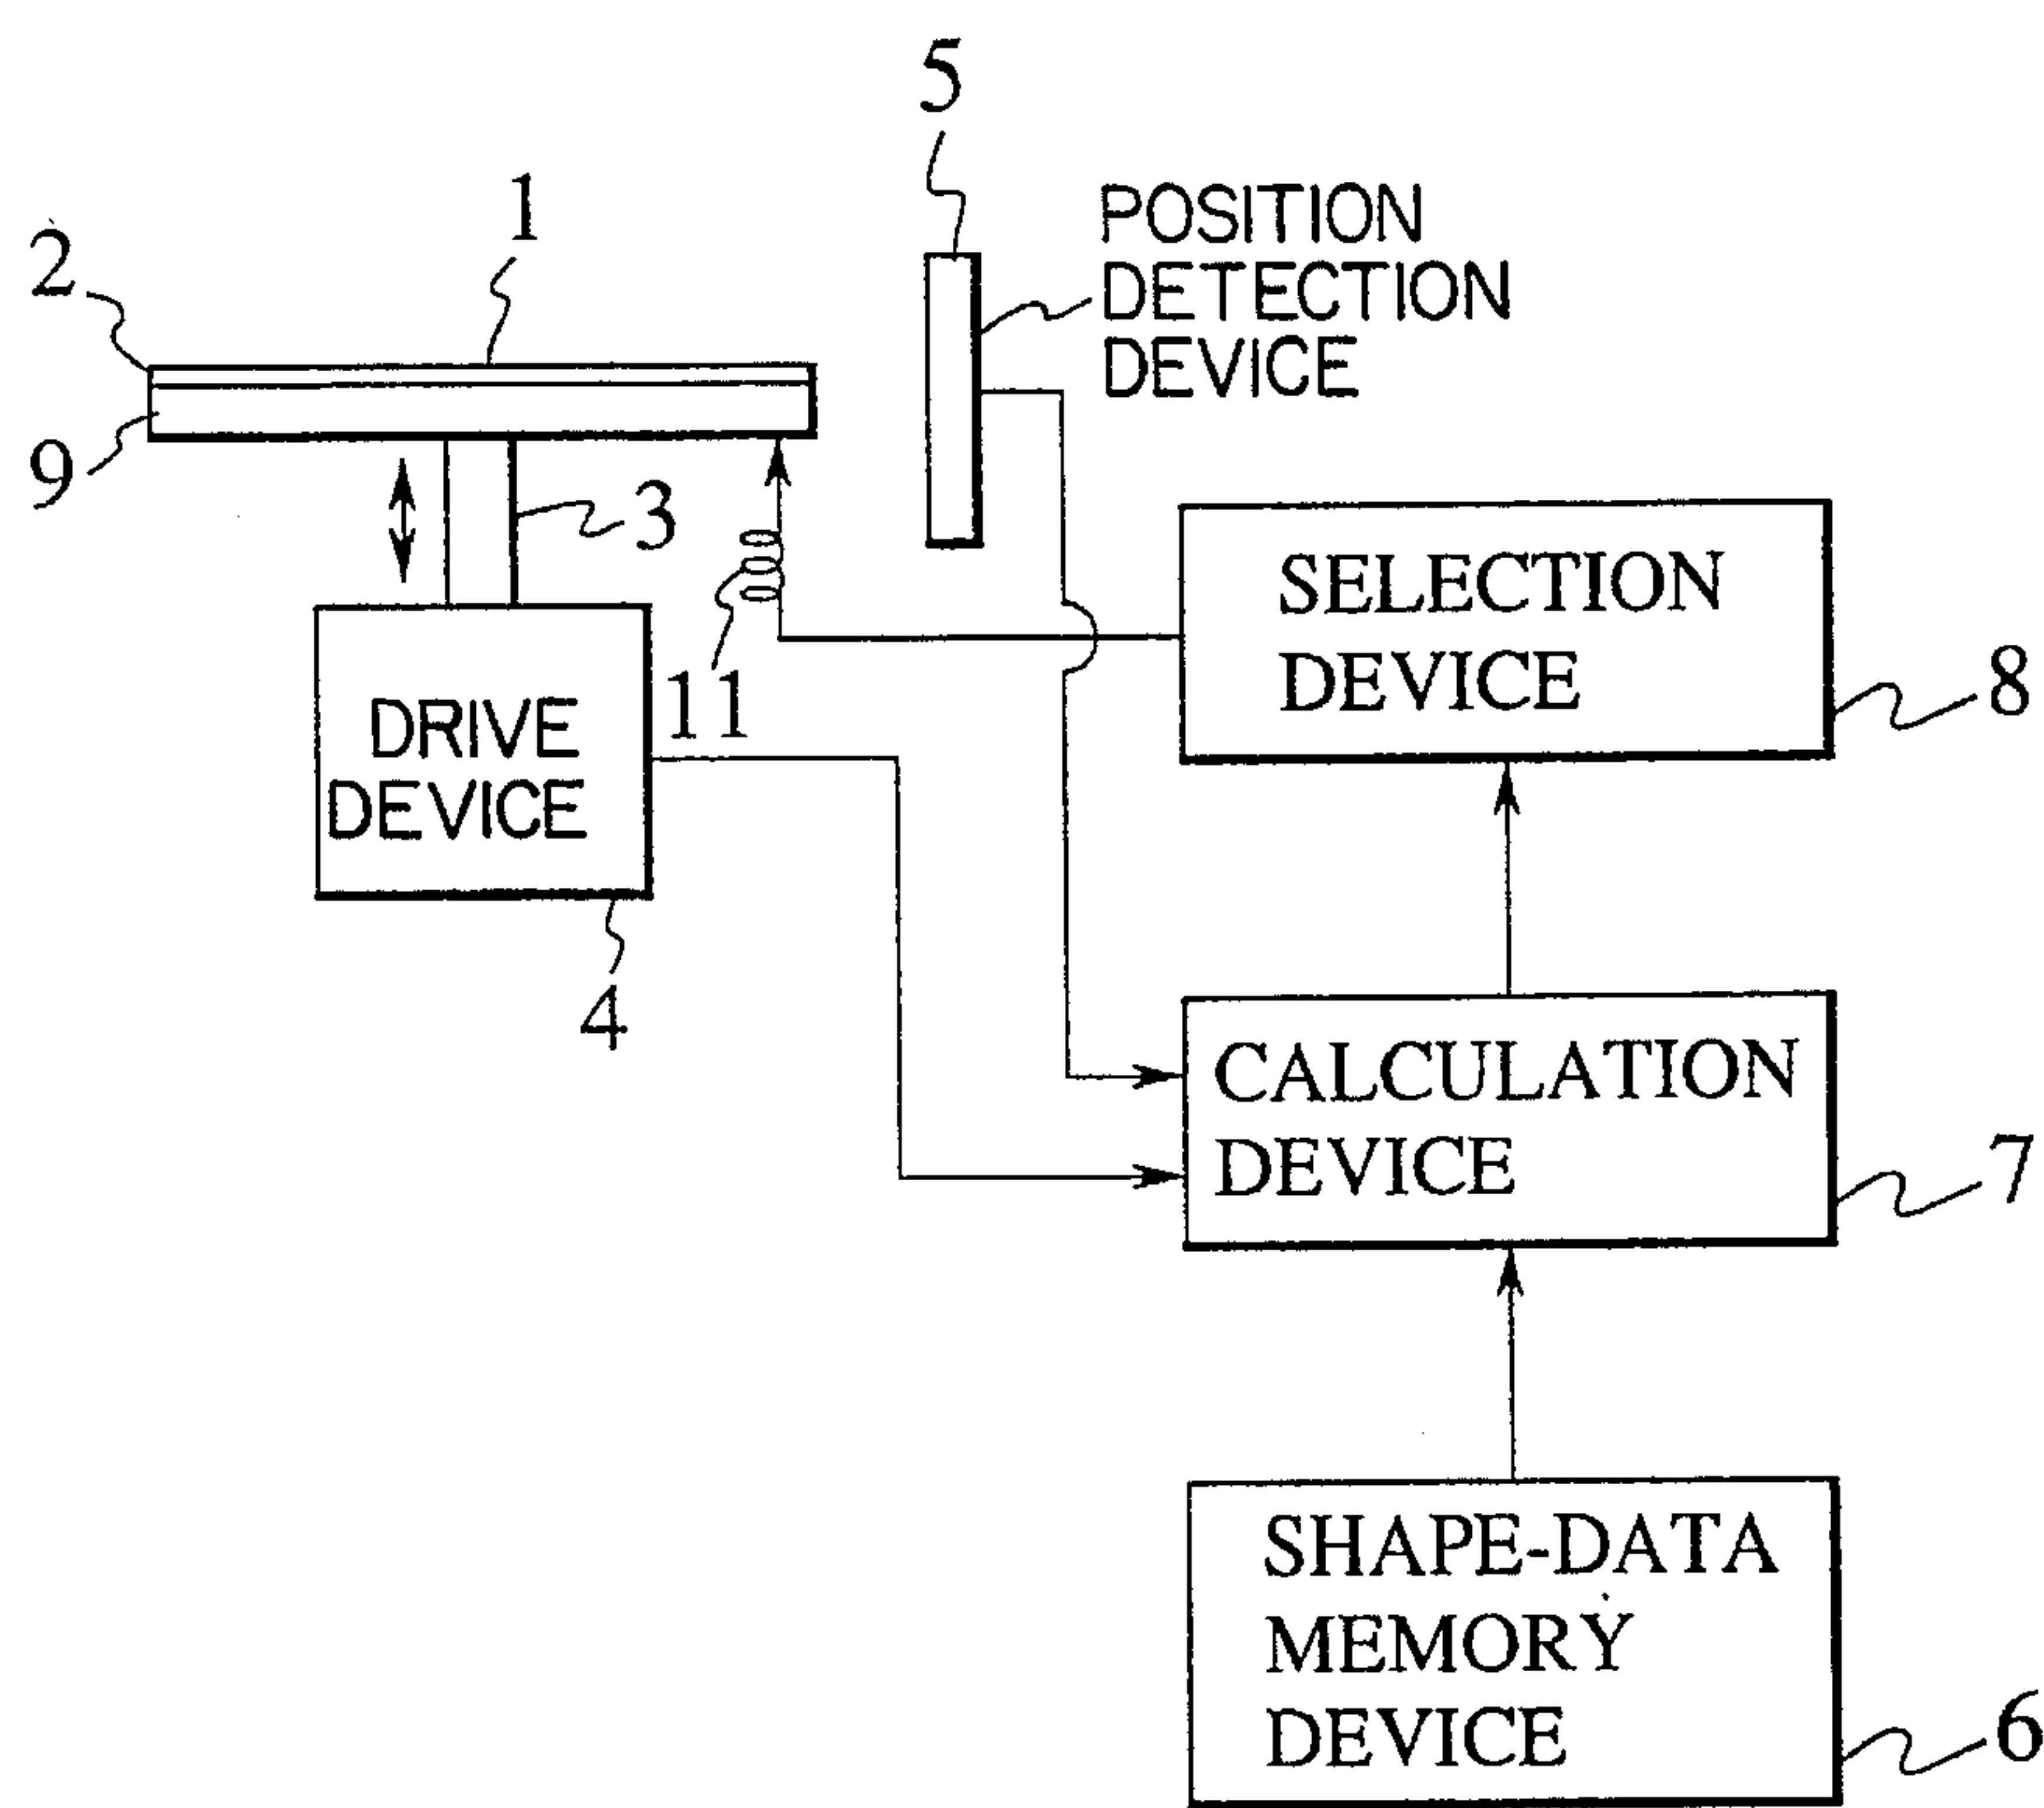 5
POSITION
DETECTION
DEVICE
1
2
9
3
11
SELECTION
DEVICE
8
DRIVE
DEVICE
4
CALCULATION
DEVICE
7
SHAPE-DATA
MEMORY
DEVICE
6